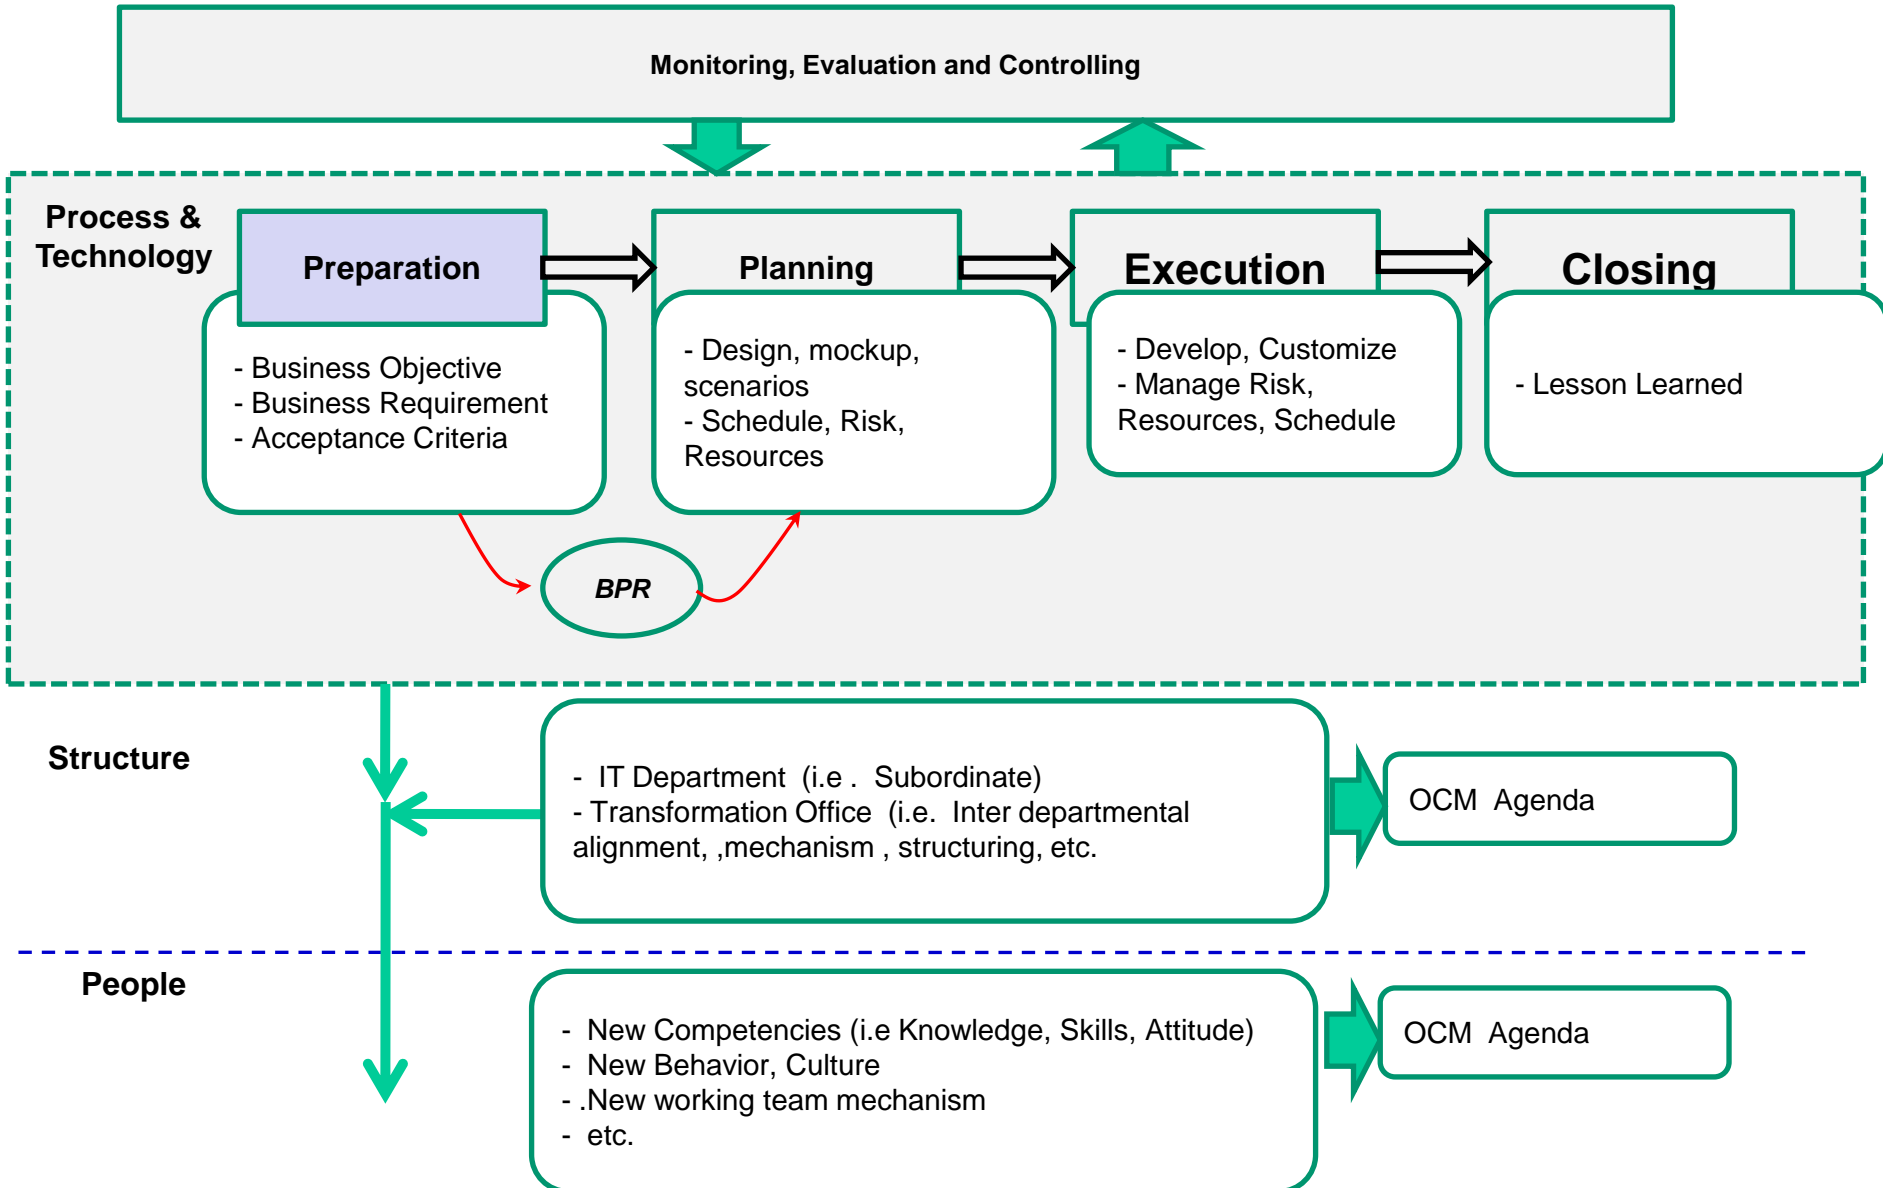 Monitoring, Evaluation and Controlling
Process &
Technology
Preparation
Planning
Execution
Closing
- Business Objective
- Business Requirement
- Acceptance Criteria
- Design, mockup,
scenarios
- Schedule, Risk,
Resources
- Develop, Customize
- Manage Risk,
Resources, Schedule
- Lesson Learned
BPR
Structure
- IT Department (i.e . Subordinate)
- Transformation Office (i.e. Inter departmental
alignment, ,mechanism , structuring, etc.
OCM Agenda
People
- New Competencies (i.e Knowledge, Skills, Attitude)
- New Behavior, Culture
- .New working team mechanism
- etc.
OCM Agenda